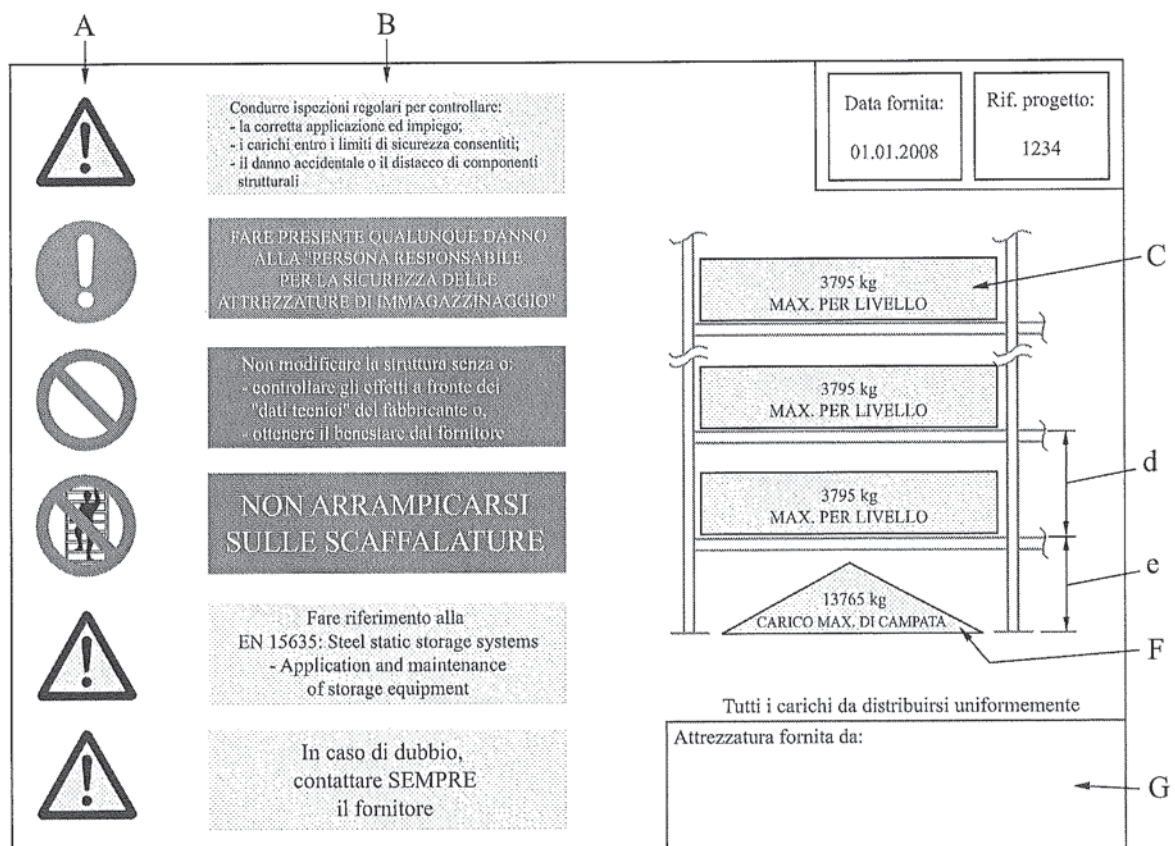 A
B
Condurre ispezioni regolari per controllare:
- la corretta applicazione ed impiego;
- i carichi entro i limiti di sicurezza consentiti;
- il danno accidentale o il distacco di componenti
strutturali
FARE PRESENTE QUALUNQUE DANNO
ALLA "PERSONA RESPONSABILE
PER LA SICUREZZA DELLE
ATTREZZATURE DI IMMAGAZZINAGGIO"
Non modificare la struttura senza o:
- controllare gli effetti a fronte dei
"dati tecnici" del fabbricante o,
- ottenere il benestare dal fornitore
NON ARRAMPICARSI
SULLE SCAFFALATURE
Fare riferimento alla
EN 15635: Steel static storage systems
- Application and maintenance
of storage equipment
In caso di dubbio,
contattare SEMPRE
il fornitore
Data fornita:
01.01.2008
Rif. progetto:
1234
3795 kg
MAX. PER LIVELLO
C
3795 kg
MAX. PER LIVELLO
d
3795 kg
MAX. PER LIVELLO
e
13765 kg
CARICO MAX. DI CAMPATA
F
Tutti i carichi da distribuirsi uniformemente
Attrezzatura fornita da:
G